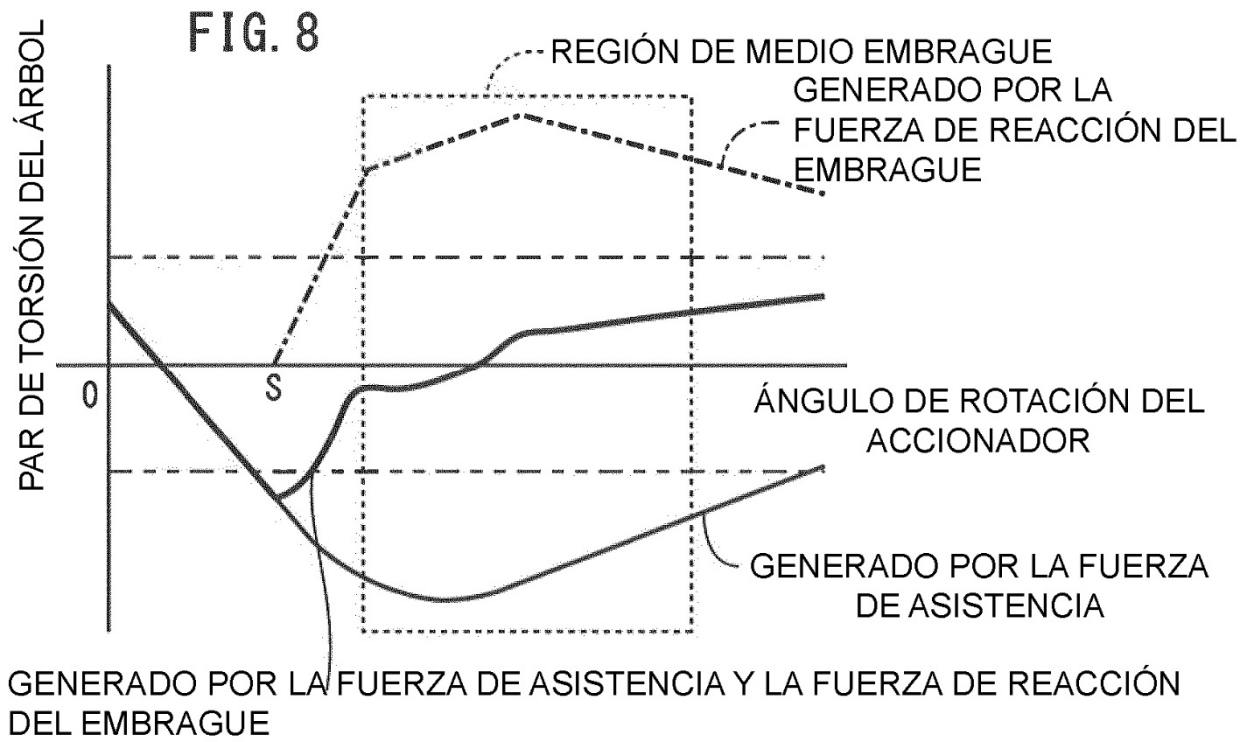 FIG. 8
PAR DE TORSIÓN DEL ÁRBOL
REGIÓN DE MEDIO EMBRAGUE
GENERADO POR LA
FUERZA DE REACCIÓN DEL
EMBRAGUE
0
S
ÁNGULO DE ROTACIÓN DEL
ACCIONADOR
GENERADO POR LA FUERZA
DE ASISTENCIA
GENERADO POR LA FUERZA DE ASISTENCIA Y LA FUERZA DE REACCIÓN
DEL EMBRAGUE